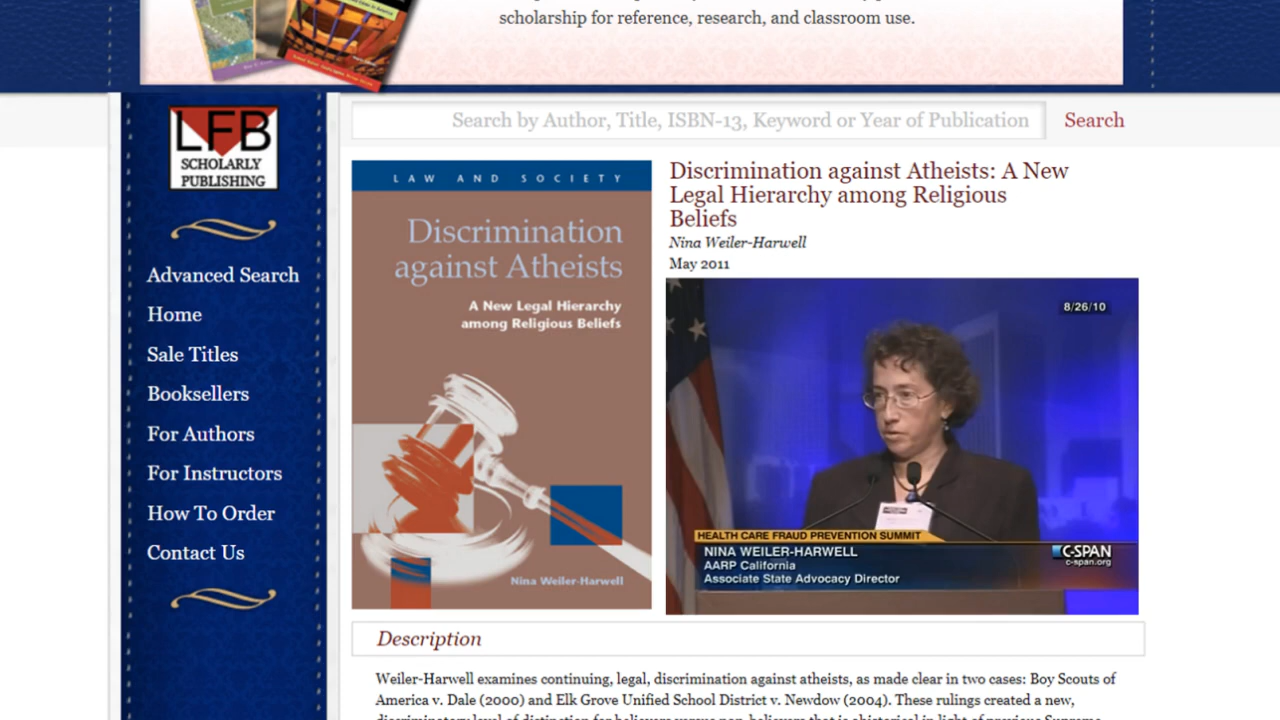 scholarship for reference, research, and classroom use.
LFB
SCHOLARLY
PUBLISHING
Search by Author, Title, ISBN-13, Keyword or Year of Publication
Search
Advanced Search
Home
Sale Titles
Booksellers
For Authors
For Instructors
How To Order
Contact Us
LAW AND SOCIETY
Discrimination
against Atheists
A New Legal Hierarchy
among Religious Beliefs
Nina Weiler-Harwell
Discrimination against Atheists: A New
Legal Hierarchy among Religious
Beliefs
Nina Weiler-Harwell
May 2011
8/26/10
HEALTH CARE FRAUD PREVENTION SUMMIT
NINA WEILER-HARWELL
AARP California
Associate State Advocacy Director
C-SPAN
c-span.org
Description
Weiler-Harwell examines continuing, legal, discrimination against atheists, as made clear in two cases: Boy Scouts of
America v. Dale (2000) and Elk Grove Unified School District v. Newdow (2004). These rulings created a new,